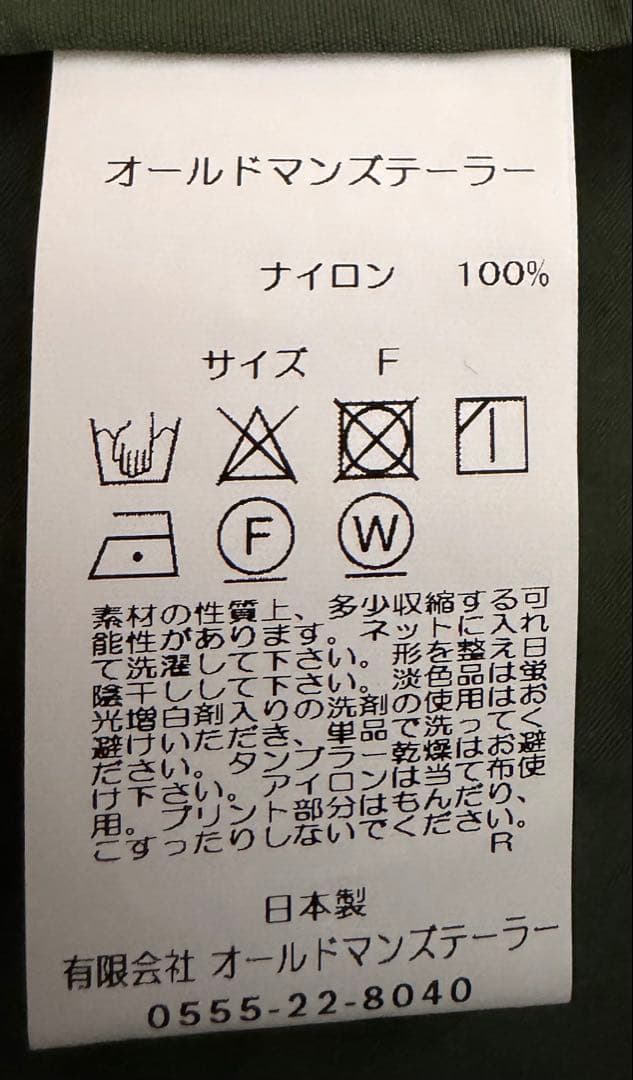 オールドマンズテーラー
ナイロン 100%
サイズ F
F W
素材の性質上、多少収縮する可
能性があります。ネットに入れ
て洗濯して下さい。形を整え日
陰干しして下さい。淡色品は蛍
光増白剤入りの洗剤の使用はお
避けいただき、単品で洗ってく
ださい。タンブラー乾燥はお避
け下さい。アイロンは当て布使
用。プリント部分はもんだり、
こすったりしないでください。R
日本製
有限会社 オールドマンズテーラー
0555-22-8040